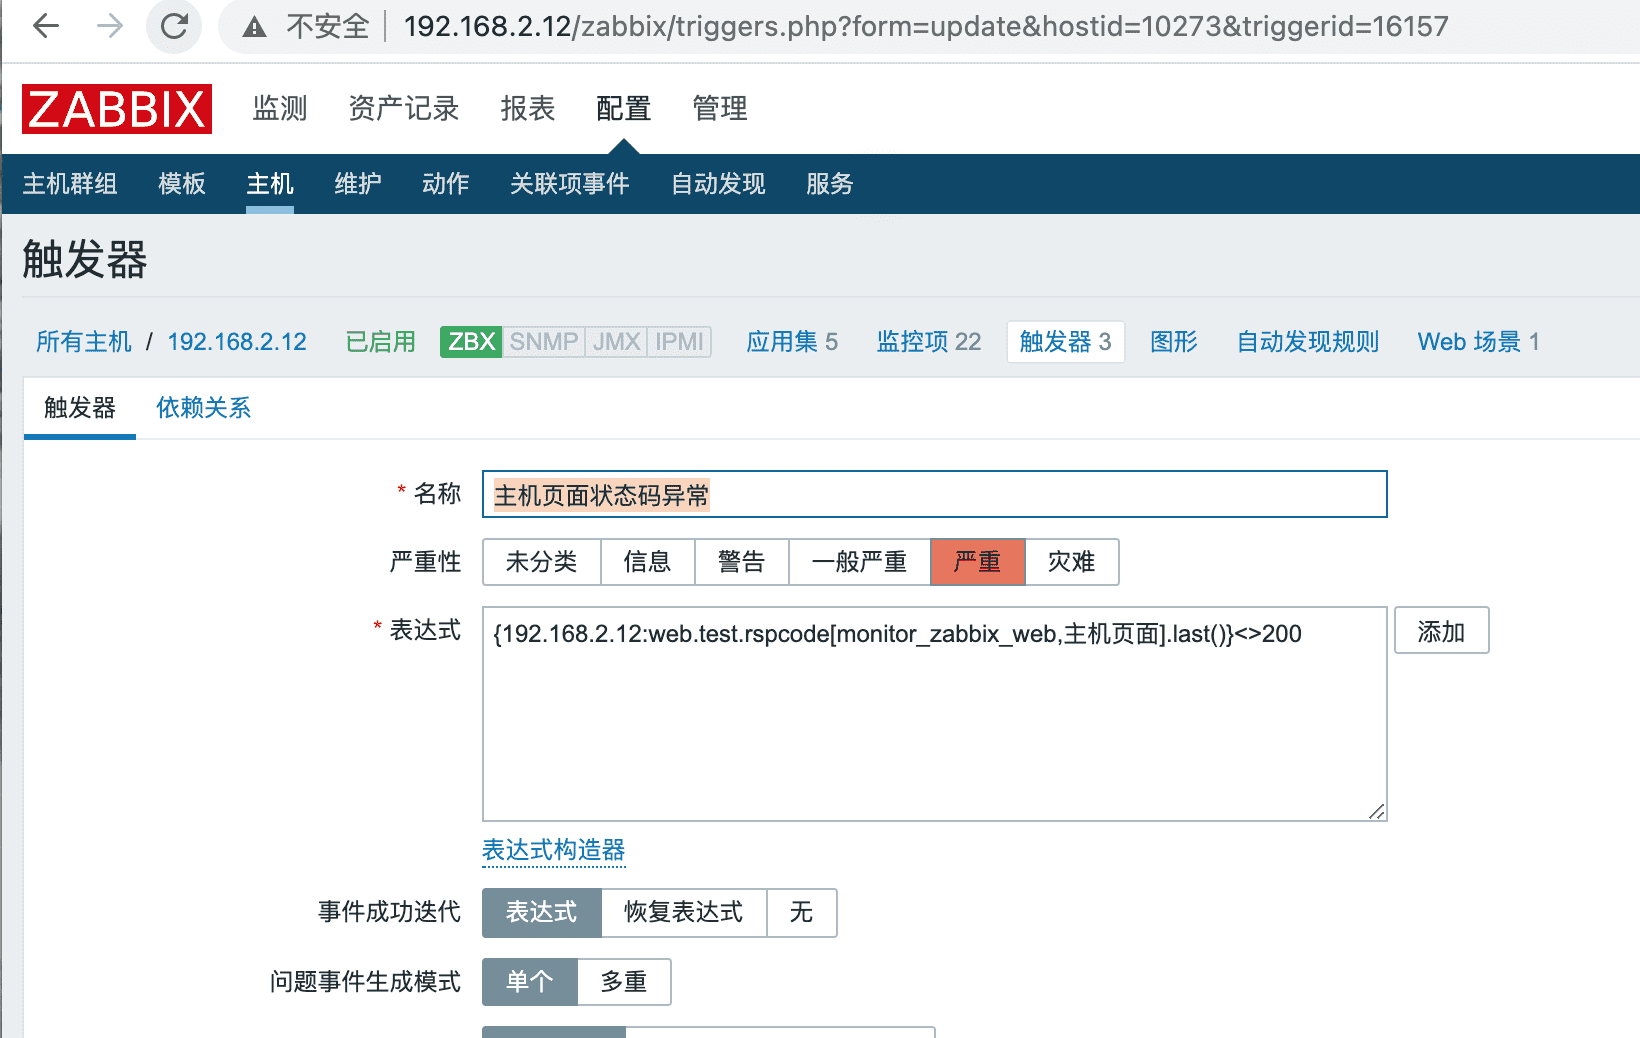 不安全 192.168.2.12/zabbix/triggers.php?form=update&hostid=10273&triggerid=16157
ZABBIX 监测 资产记录 报表 配置 管理
主机群组 模板 主机 维护 动作 关联项事件 自动发现 服务
触发器
所有主机 / 192.168.2.12 已启用 ZBX SNMP JMX IPMI 应用集 5 监控项 22 触发器 3 图形 自动发现规则 Web 场景 1
触发器 依赖关系
* 名称 主机页面状态码异常
严重性 未分类 信息 警告 一般严重 严重 灾难
* 表达式 {192.168.2.12:web.test.rspcode[monitor_zabbix_web,主机页面].last()}<>200 添加
表达式构造器
事件成功迭代 表达式 恢复表达式 无
问题事件生成模式 单个 多重